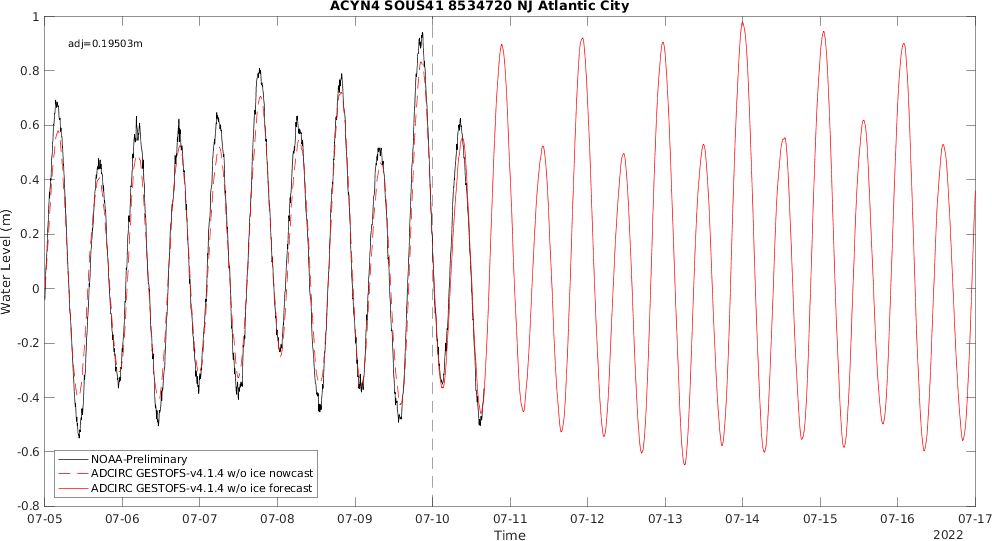 ACYN4 SOUS41 8534720 NJ Atlantic City
adj=0.19503m
1
0.8
0.6
0.4
0.2
0
-0.2
-0.4
-0.6
-0.8
Water Level (m)
NOAA-Preliminary
ADCIRC GESTOFS-v4.1.4 w/o ice nowcast
ADCIRC GESTOFS-v4.1.4 w/o ice forecast
07-05 07-06 07-07 07-08 07-09 07-10 07-11 07-12 07-13 07-14 07-15 07-16 07-17
Time
2022